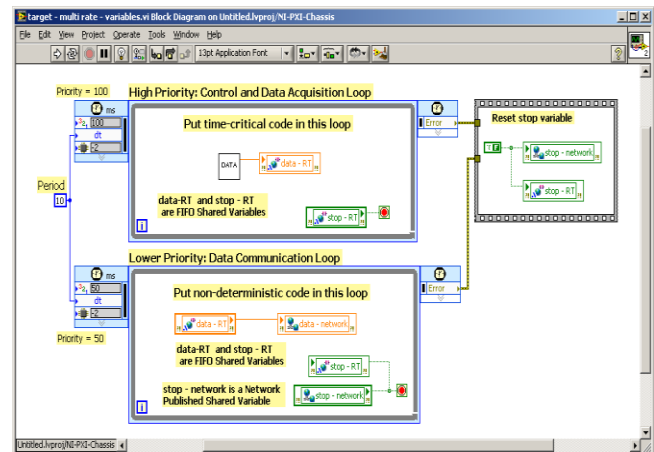 target - multi rate - variables.vi Block Diagram on Untitled.lvproj/NI-PXI-Chassis
File Edit View Project Operate Tools Window Help
13pt Application Font
2
Priority = 100
High Priority: Control and Data Acquisition Loop
ms
100
dt
-2
Put time-critical code in this loop
DATA
data - RT
data-RT and stop - RT
are FIFO Shared Variables
stop - RT
i
Error
Reset stop variable
T F
stop - network
stop - RT
Period
10
Lower Priority: Data Communication Loop
ms
50
dt
-2
Priority = 50
Put non-deterministic code in this loop
data - RT
data - network
data-RT and stop - RT
are FIFO Shared Variables
stop - RT
stop - network is a Network
Published Shared Variable
stop - network
i
Error
Untitled.lvproj/NI-PXI-Chassis